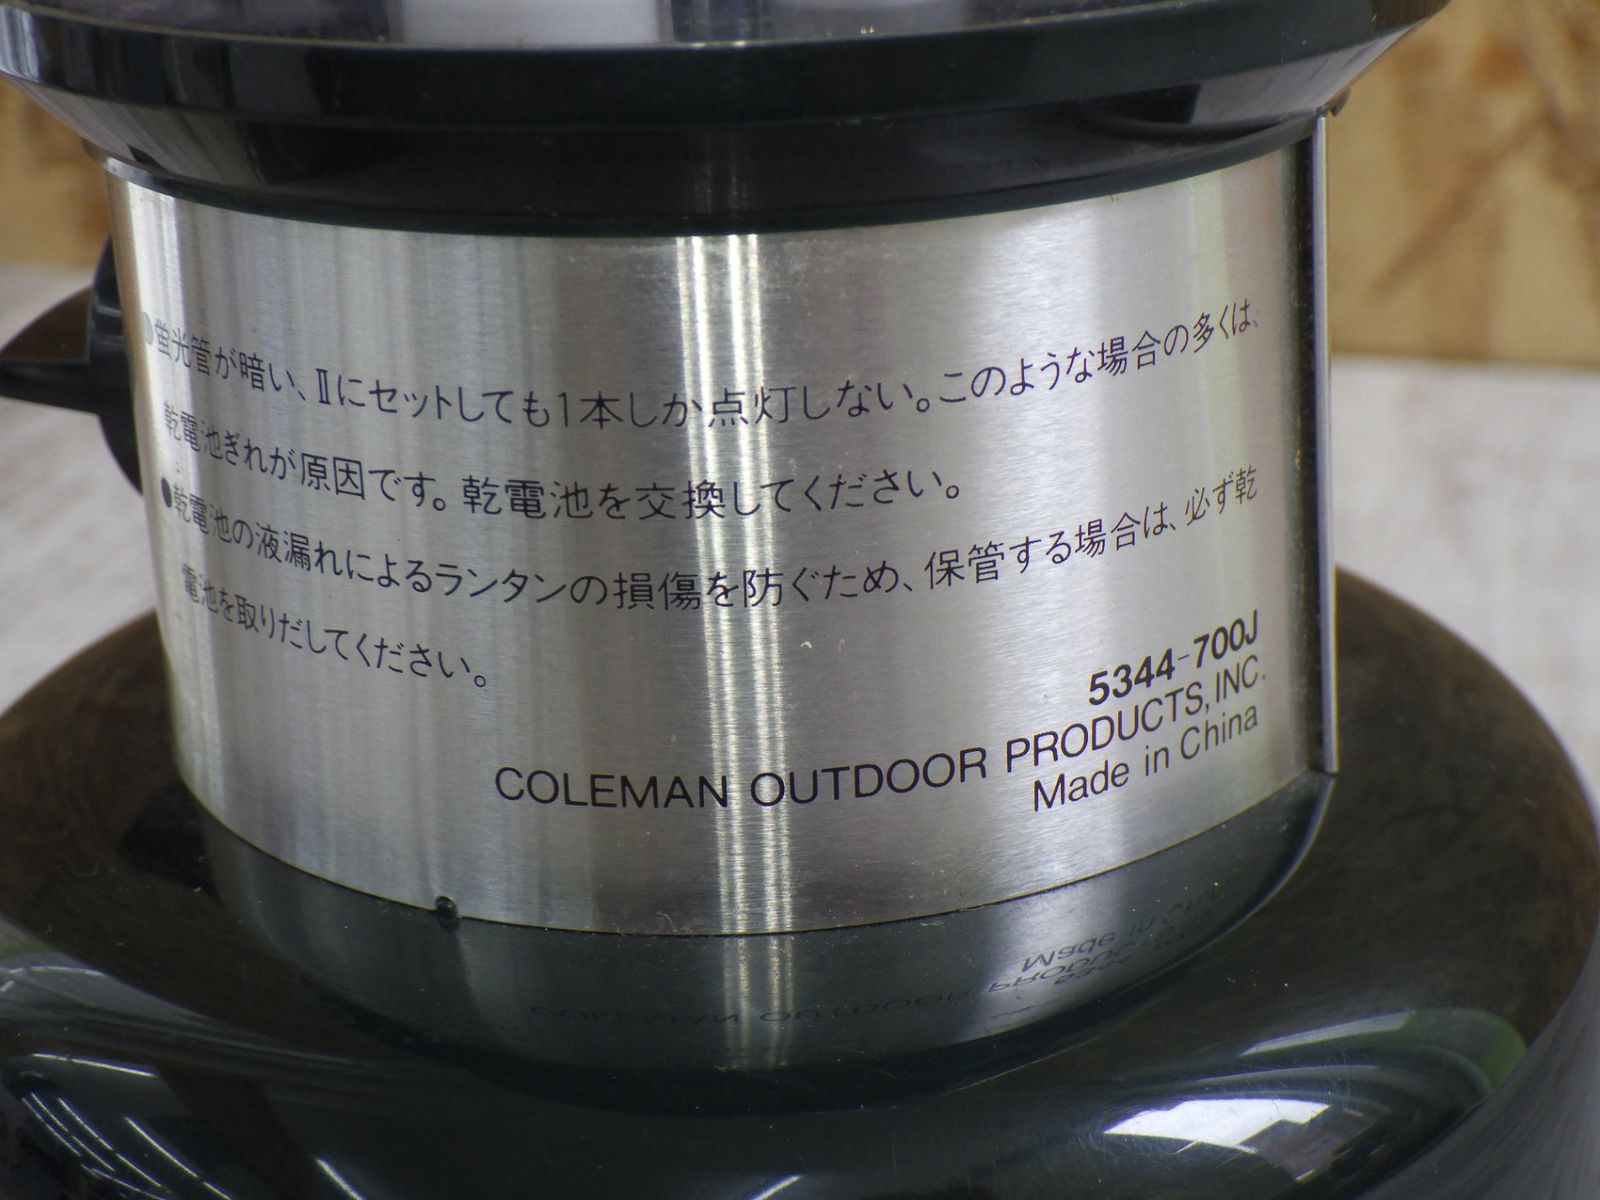 ●蛍光管が暗い、Ⅱにセットしても1本しか点灯しない。このような場合の多くは、
乾電池ぎれが原因です。乾電池を交換してください。
●乾電池の液漏れによるランタンの損傷を防ぐため、保管する場合は、必ず乾
電池を取りだしてください。
5344-700J
COLEMAN OUTDOOR PRODUCTS, INC.
Made in China